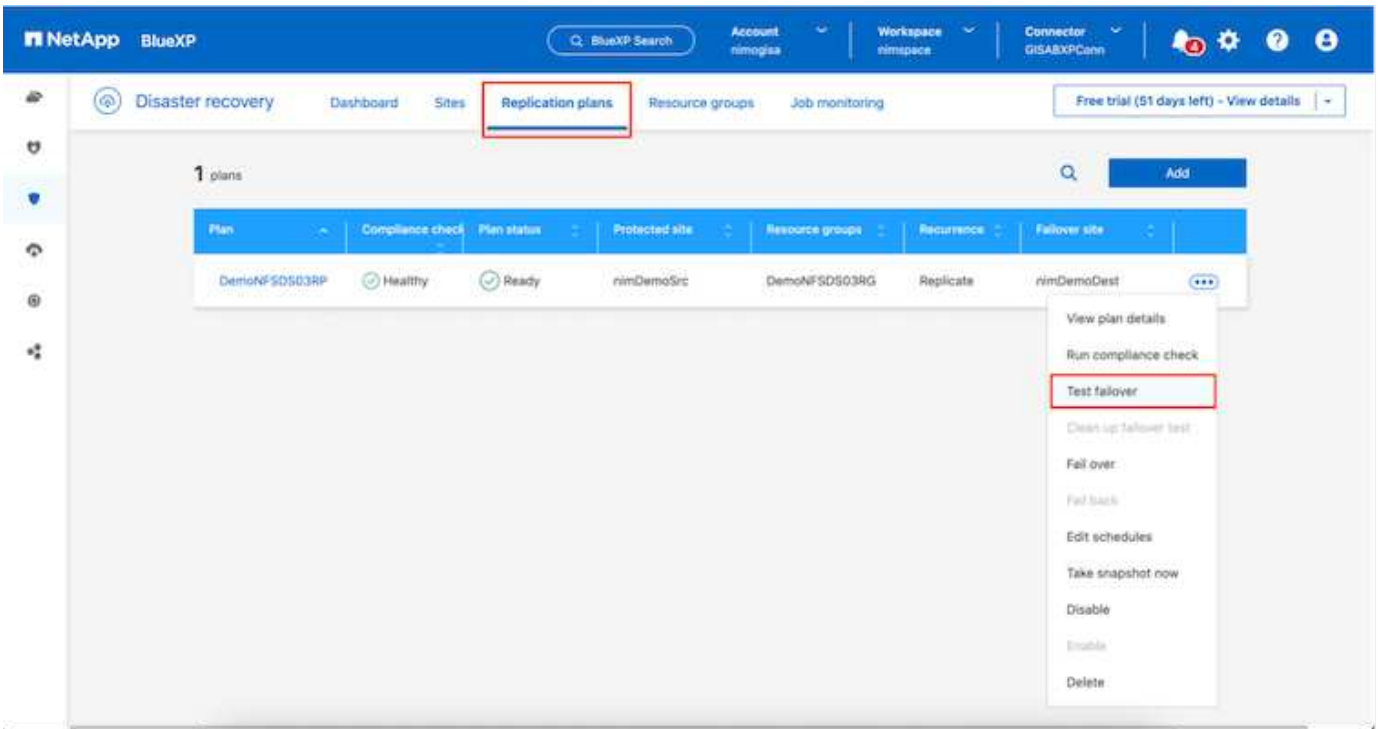 NetApp BlueXP
BlueXP Search
Account
nimogisa
Workspace
nimspace
Connector
GISABXPConn
4
Disaster recovery
Dashboard
Sites
Replication plans
Resource groups
Job monitoring
Free trial (51 days left) - View details
1 plans
Add
Plan
Compliance check
Plan status
Protected site
Resource groups
Recurrence
Failover site
DemoNFSDS03RP
Healthy
Ready
nimDemoSrc
DemoNFSDS03RG
Replicate
nimDemoDest
View plan details
Run compliance check
Test failover
Clean up failover test
Fail over
Fail back
Edit schedules
Take snapshot now
Disable
Enable
Delete